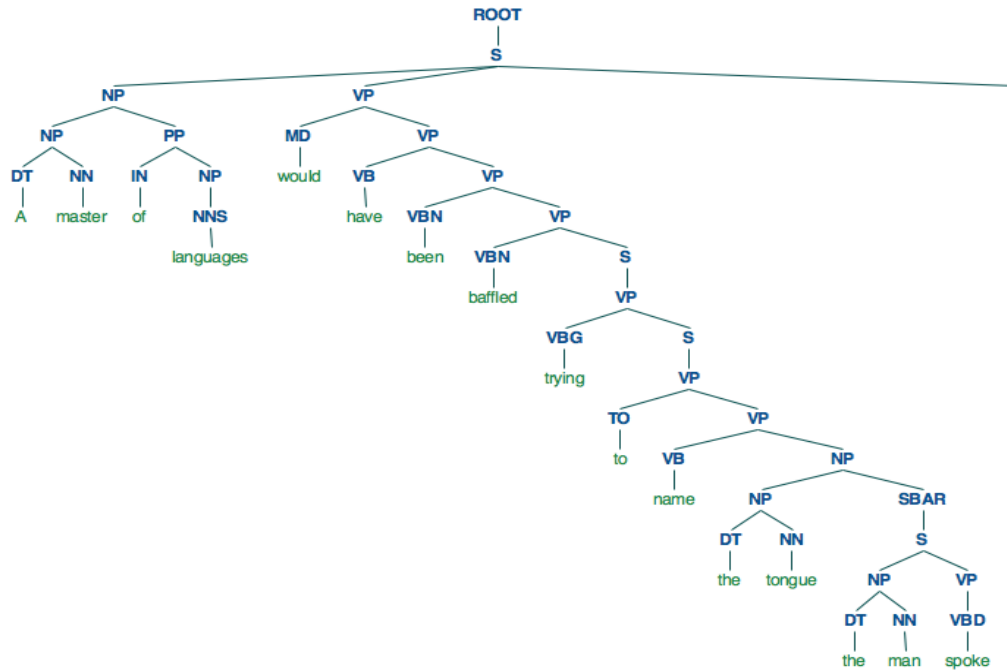 ROOT
S
NP VP
NP PP MD VP
DT NN IN NP would VB VP
A master of NNS have VBN VP
languages been VBN S
baffled VP
VBG S
trying VP
TO VP
to VB NP
name NP SBAR
DT NN S
the tongue NP VP
DT NN VBD
the man spoke